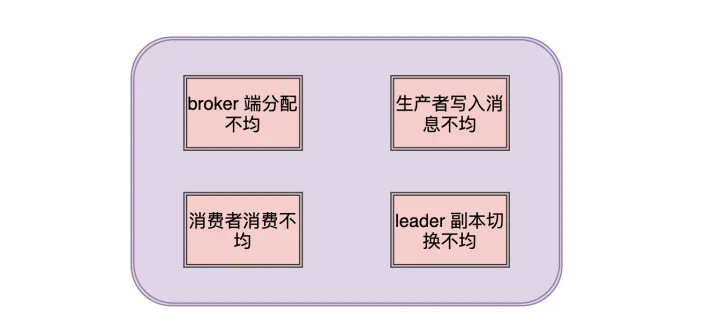 broker 端分配
不均
生产者写入消
息不均
消费者消费不
均
leader 副本切
换不均